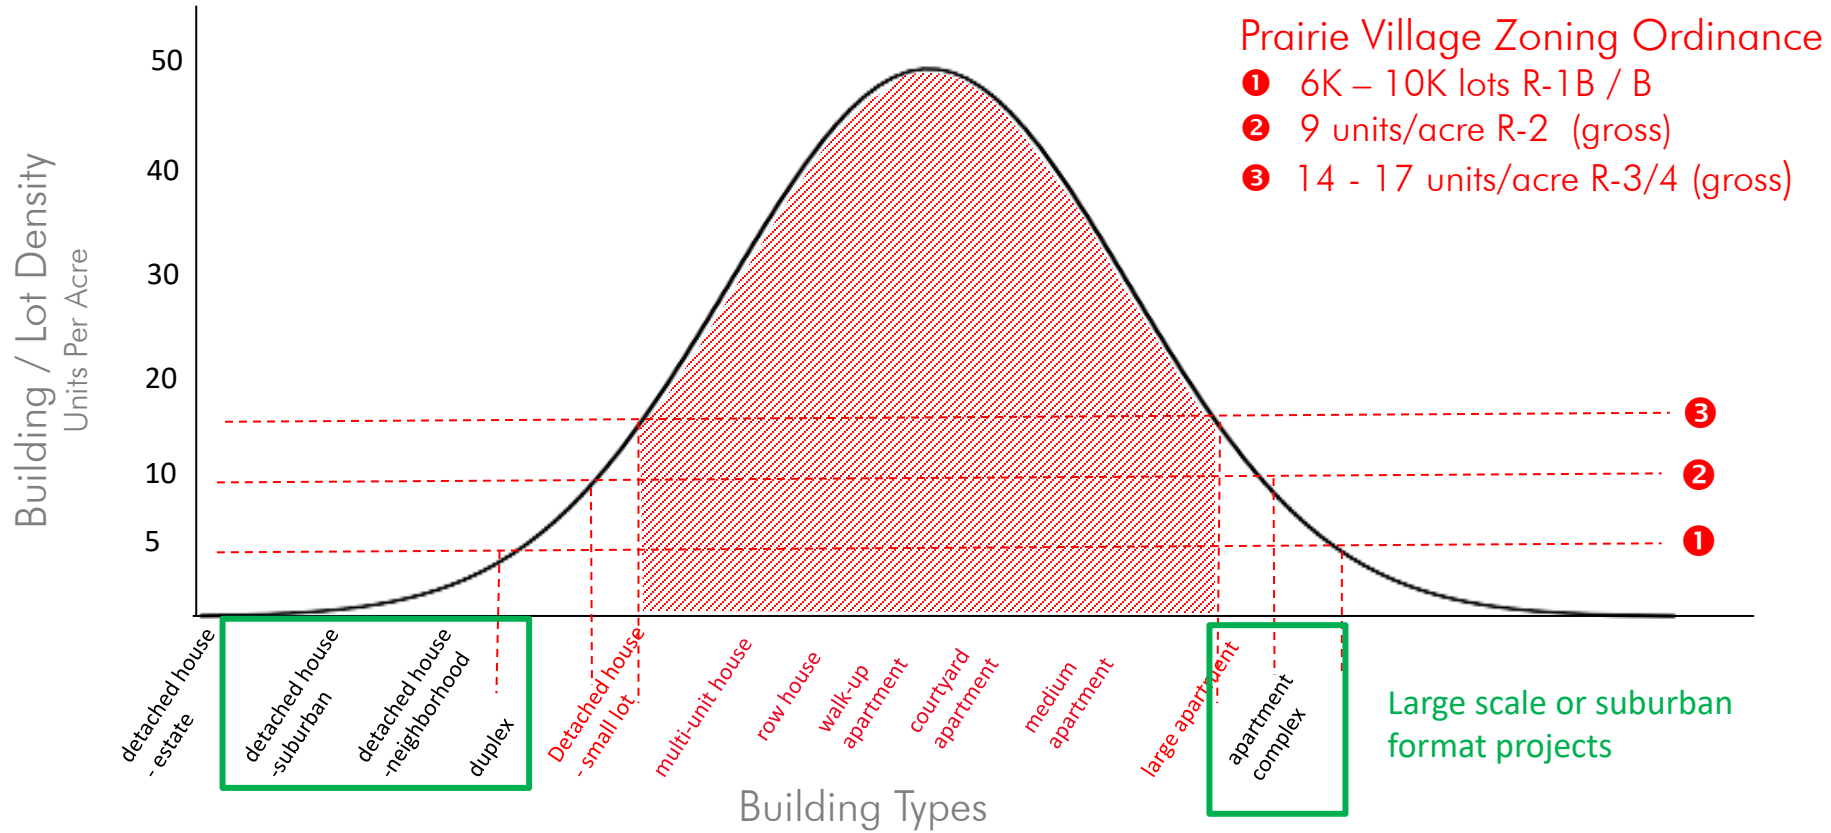 Prairie Village Zoning Ordinance
❶ 6K – 10K lots R-1B / B
❷ 9 units/acre R-2 (gross)
❸ 14 - 17 units/acre R-3/4 (gross)
Building / Lot Density
Units Per Acre
50
40
30
20
10
5
❸
❷
❶
detached house
- estate
detached house
-suburban
detached house
-neighborhood
duplex
Detached house
- small lot
multi-unit house
row house
walk-up
apartment
courtyard
apartment
medium
apartment
large apartment
apartment
complex
Large scale or suburban
format projects
Building Types